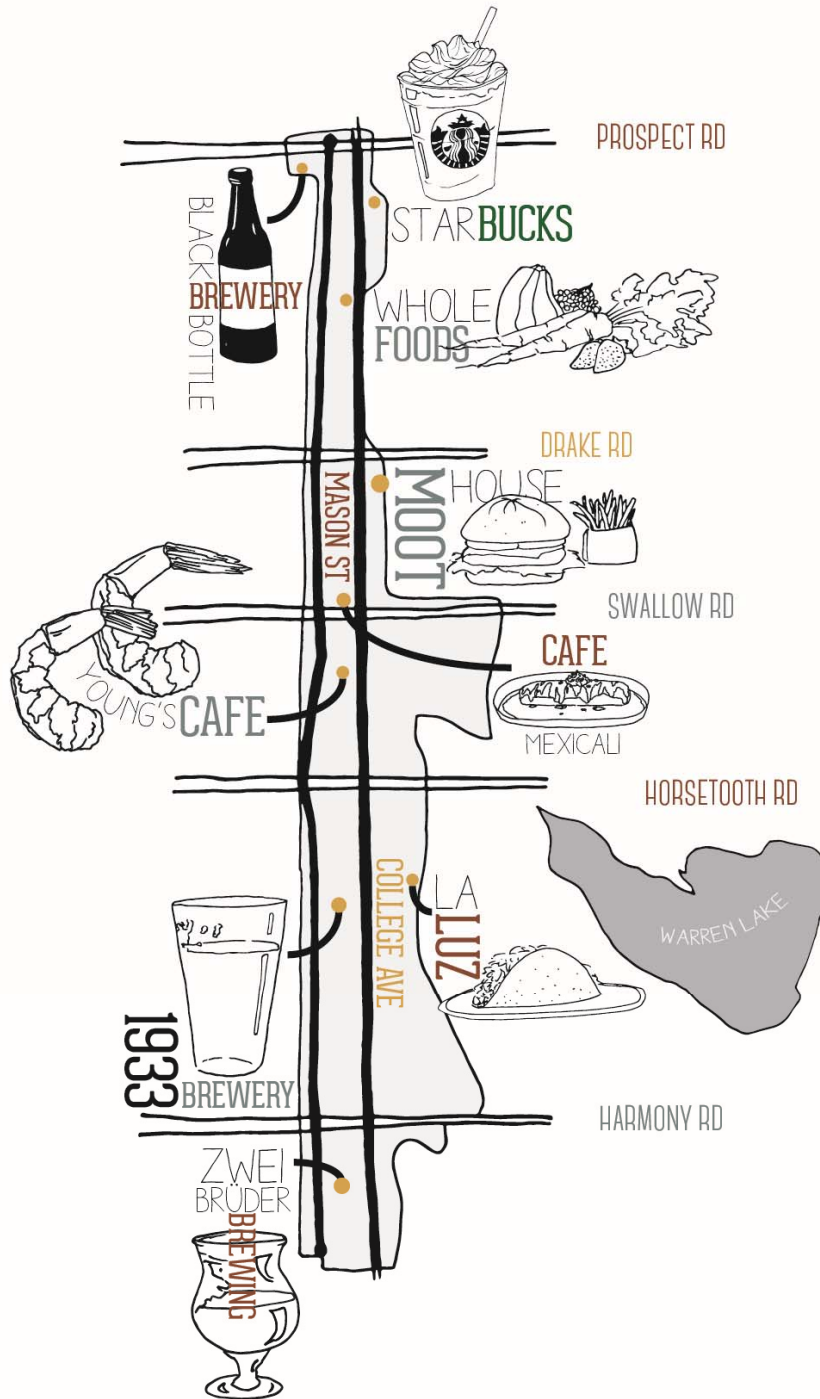 PROSPECT RD
STARBUCKS
BLACK BOTTLE
BREWERY
WHOLE
FOODS
DRAKE RD
MOOT
HOUSE
MASON ST
SWALLOW RD
CAFE
MEXICALI
YOUNG'S CAFE
HORSETOOTH RD
COLLEGE AVE
LA
LUZ
WARREN LAKE
1933
BREWERY
HARMONY RD
ZWEI
BRÜDER
BREWING